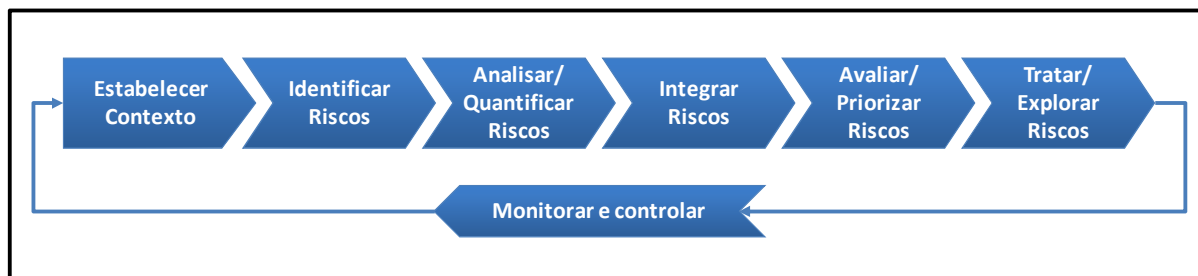 Estabelecer
Contexto
Identificar
Riscos
Analisar/
Quantificar
Riscos
Integrar
Riscos
Avaliar/
Priorizar
Riscos
Tratar/
Explorar
Riscos
Monitorar e controlar